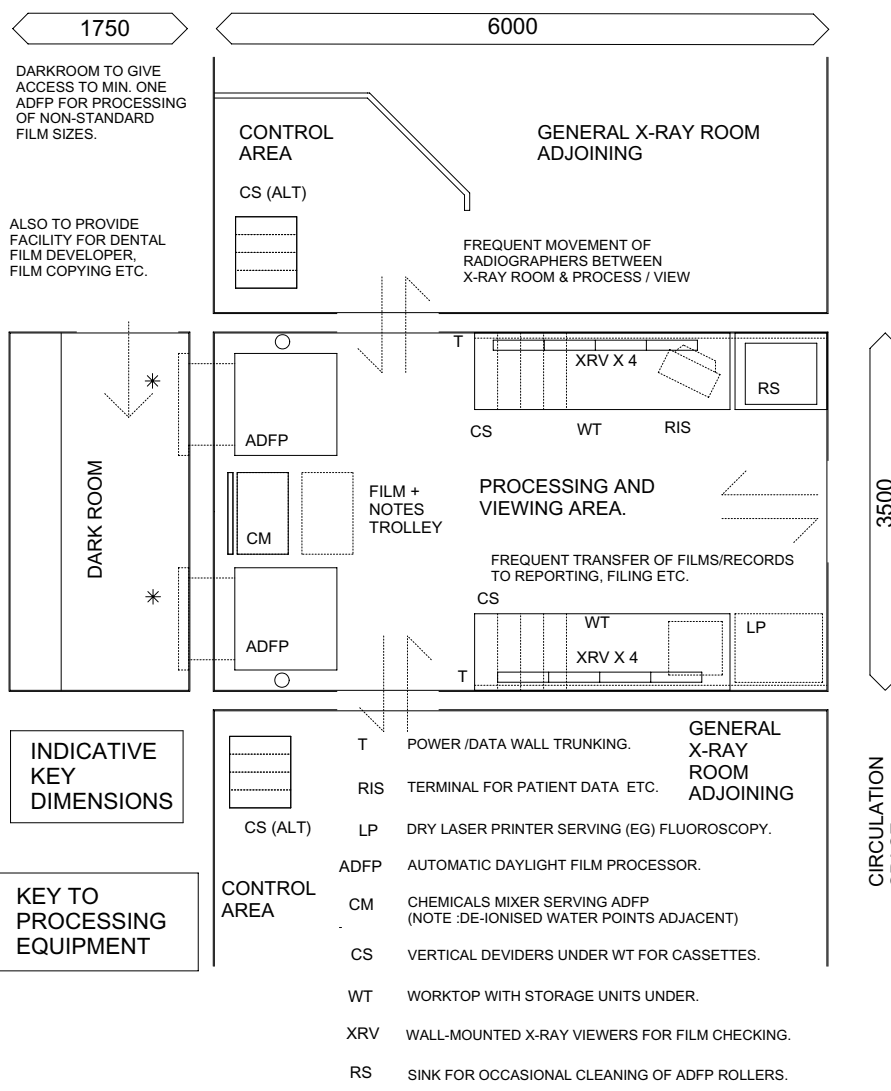 1750
6000
DARKROOM TO GIVE
ACCESS TO MIN. ONE
ADFP FOR PROCESSING
OF NON-STANDARD
FILM SIZES.
CONTROL
AREA
GENERAL X-RAY ROOM
ADJOINING
CS (ALT)
ALSO TO PROVIDE
FACILITY FOR DENTAL
FILM DEVELOPER,
FILM COPYING ETC.
FREQUENT MOVEMENT OF
RADIOGRAPHERS BETWEEN
X-RAY ROOM & PROCESS / VIEW
T
XRV X 4
RS
ADFP
CS
WT
RIS
DARK ROOM
CM
FILM +
NOTES
TROLLEY
PROCESSING AND
VIEWING AREA.
3500
FREQUENT TRANSFER OF FILMS/RECORDS
TO REPORTING, FILING ETC.
CS
WT
LP
ADFP
XRV X 4
T
INDICATIVE
KEY
DIMENSIONS
GENERAL
X-RAY
ROOM
ADJOINING
CS (ALT)
CONTROL
AREA
CIRCULATION
KEY TO
PROCESSING
EQUIPMENT
T POWER /DATA WALL TRUNKING.
RIS TERMINAL FOR PATIENT DATA ETC.
LP DRY LASER PRINTER SERVING (EG) FLUOROSCOPY.
ADFP AUTOMATIC DAYLIGHT FILM PROCESSOR.
CM CHEMICALS MIXER SERVING ADFP
(NOTE :DE-IONISED WATER POINTS ADJACENT)
CS VERTICAL DEVIDERS UNDER WT FOR CASSETTES.
WT WORKTOP WITH STORAGE UNITS UNDER.
XRV WALL-MOUNTED X-RAY VIEWERS FOR FILM CHECKING.
RS SINK FOR OCCASIONAL CLEANING OF ADFP ROLLERS.